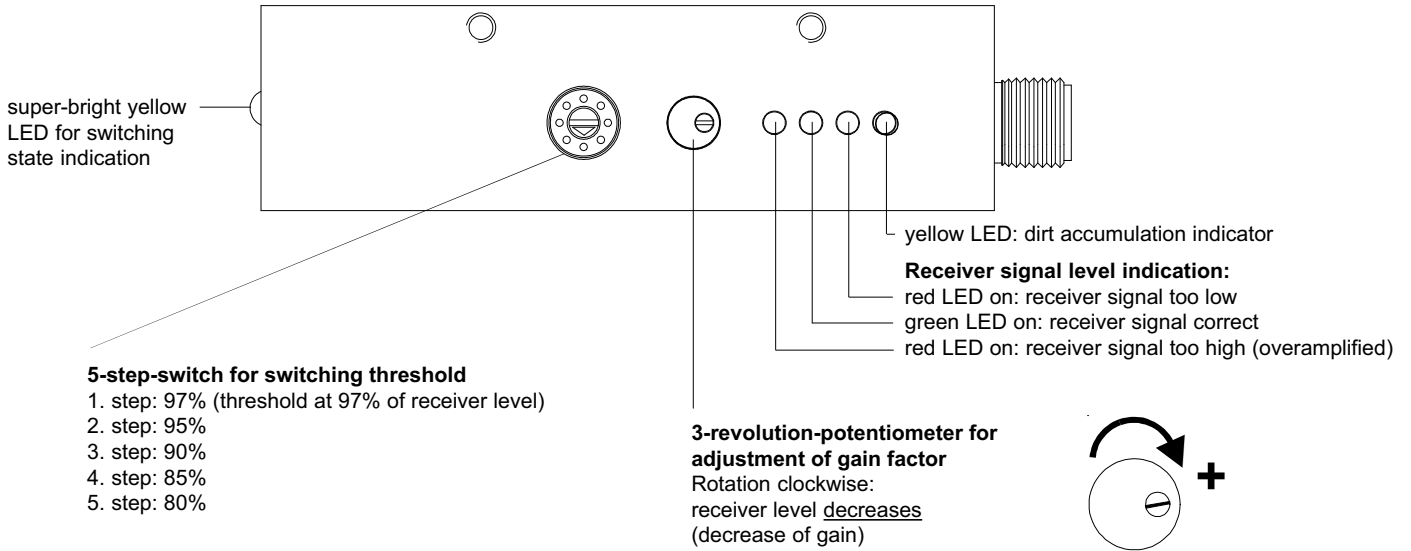 super-bright yellow
LED for switching
state indication
yellow LED: dirt accumulation indicator
Receiver signal level indication:
red LED on: receiver signal too low
green LED on: receiver signal correct
red LED on: receiver signal too high (overamplified)
5-step-switch for switching threshold
1. step: 97% (threshold at 97% of receiver level)
2. step: 95%
3. step: 90%
4. step: 85%
5. step: 80%
3-revolution-potentiometer for
adjustment of gain factor
Rotation clockwise:
receiver level decreases
(decrease of gain)
+